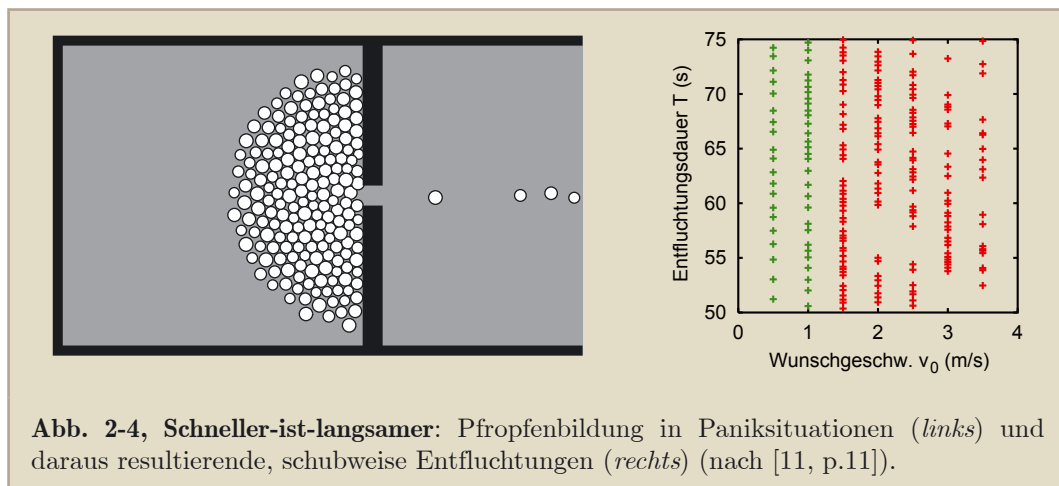 75
70
65
60
55
50
Entfluchtungsdauer T (s)
0 1 2 3 4
Wunschgeschw. v_0 (m/s)
Abb. 2-4, Schneller-ist-langsamer: Pfropfenbildung in Paniksituationen (links) und
daraus resultierende, schubweise Entfluchtungen (rechts) (nach [11, p.11]).